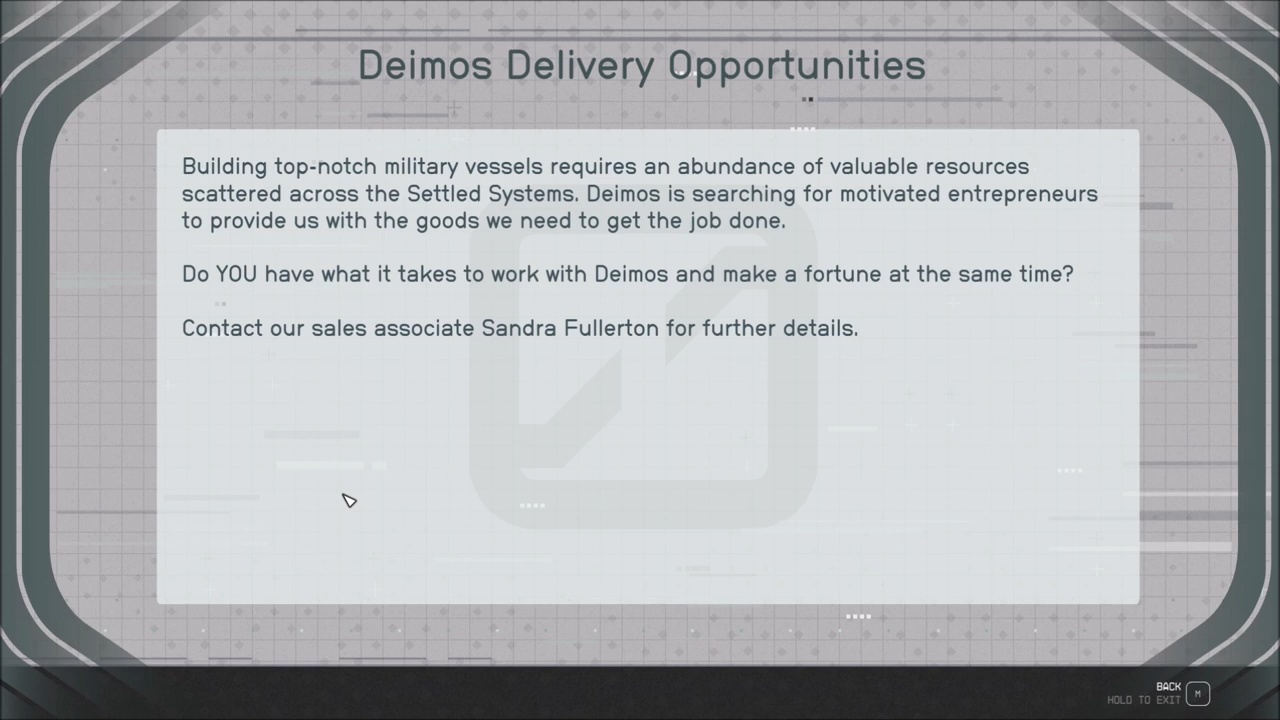 Deimos Delivery Opportunities
Building top-notch military vessels requires an abundance of valuable resources
scattered across the Settled Systems. Deimos is searching for motivated entrepreneurs
to provide us with the goods we need to get the job done.
Do YOU have what it takes to work with Deimos and make a fortune at the same time?
Contact our sales associate Sandra Fullerton for further details.
BACK
HOLD TO EXIT
M